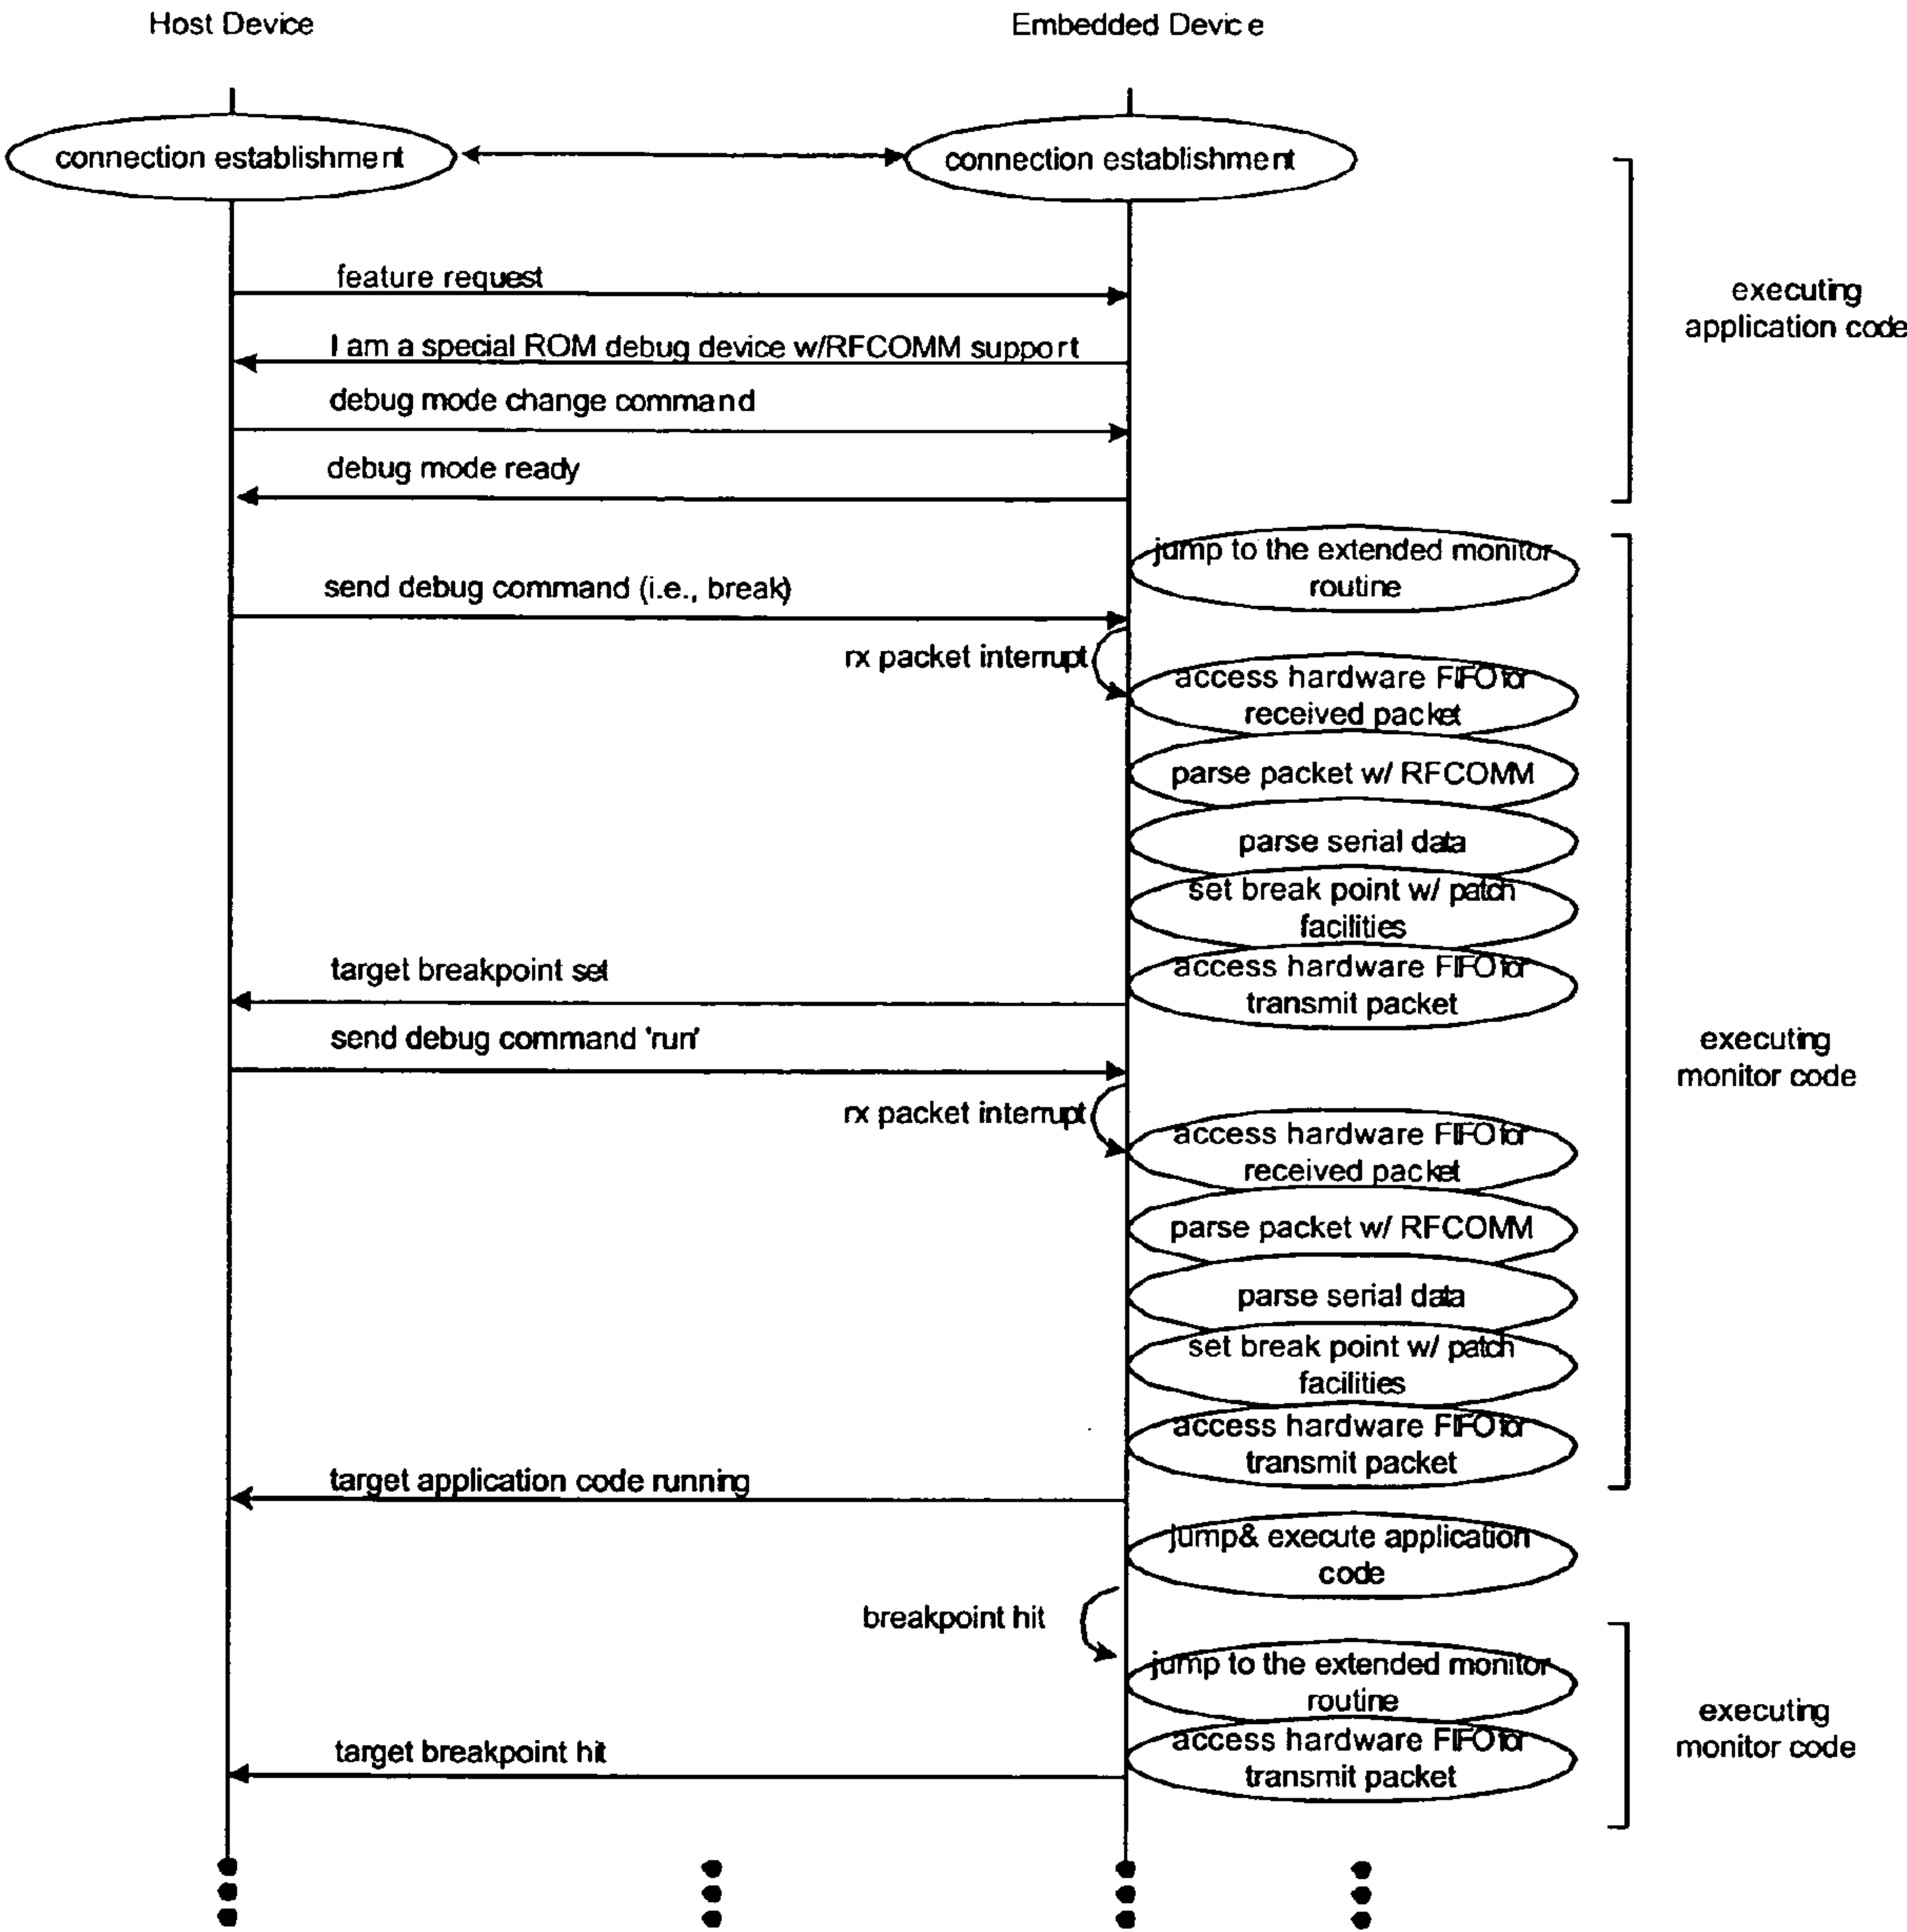 Host Device
Embedded Device
connection establishment
connection establishment
feature request
executing
application code
I am a special ROM debug device w/RFCOMM support
debug mode change command
debug mode ready
jump to the extended monitor
routine
send debug command (i.e., break)
rx packet interrupt
access hardware FIFO for
received packet
parse packet w/ RFCOMM
parse serial data
set break point w/ patch
facilities
target breakpoint set
access hardware FIFO for
transmit packet
send debug command 'run'
executing
monitor code
rx packet interrupt
access hardware FIFO for
received packet
parse packet w/ RFCOMM
parse serial data
set break point w/ patch
facilities
access hardware FIFO for
transmit packet
target application code running
jump& execute application
code
breakpoint hit
jump to the extended monitor
routine
executing
monitor code
target breakpoint hit
access hardware FIFO for
transmit packet